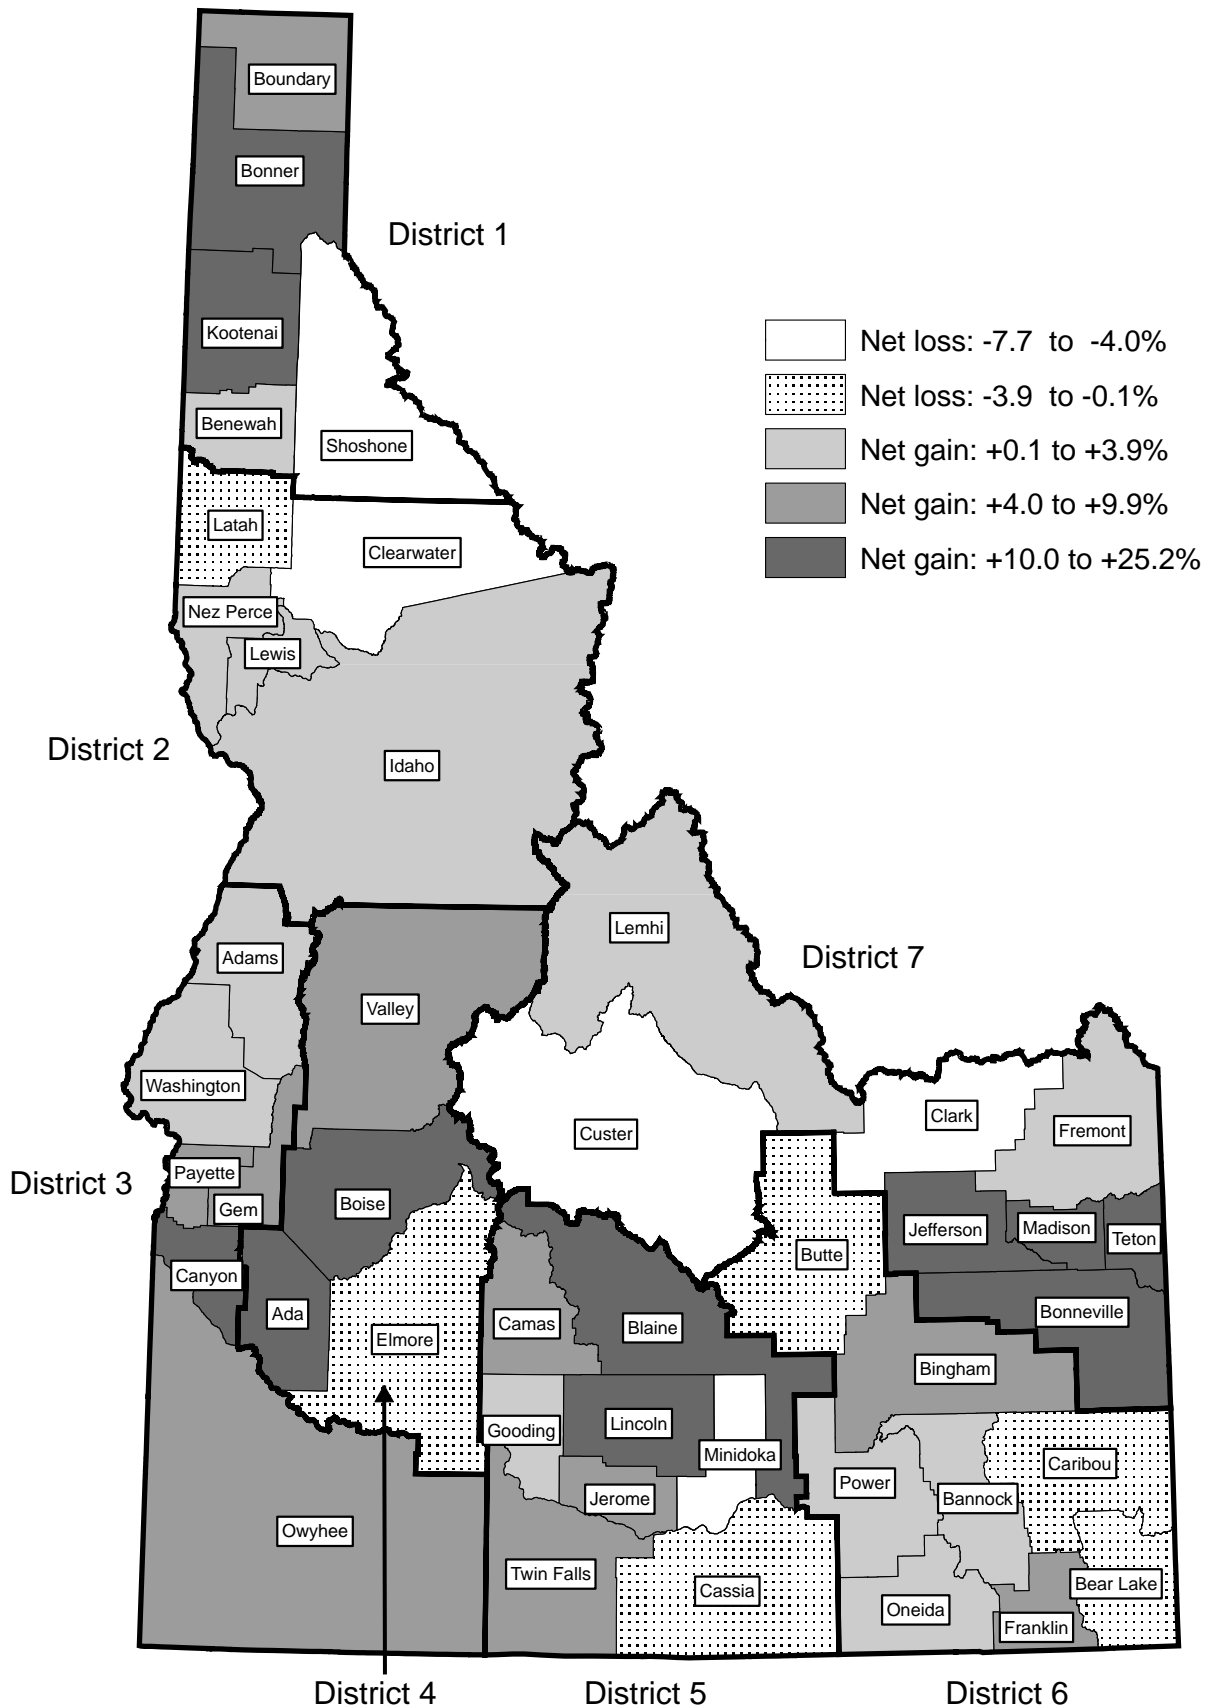 Boundary
Bonner
District 1
Kootenai
Net loss: -7.7 to -4.0%
Net loss: -3.9 to -0.1%
Net gain: +0.1 to +3.9%
Net gain: +4.0 to +9.9%
Net gain: +10.0 to +25.2%
Benewah
Shoshone
Latah
Clearwater
Nez Perce
Lewis
District 2
Idaho
Lemhi
Adams
District 7
Valley
Washington
Clark
Custer
Fremont
Payette
District 3
Gem
Boise
Jefferson
Madison
Teton
Butte
Canyon
Ada
Elmore
Camas
Blaine
Bonneville
Bingham
Gooding
Lincoln
Minidoka
Caribou
Power
Bannock
Jerome
Owyhee
Twin Falls
Cassia
Bear Lake
Oneida
Franklin
District 4
District 5
District 6